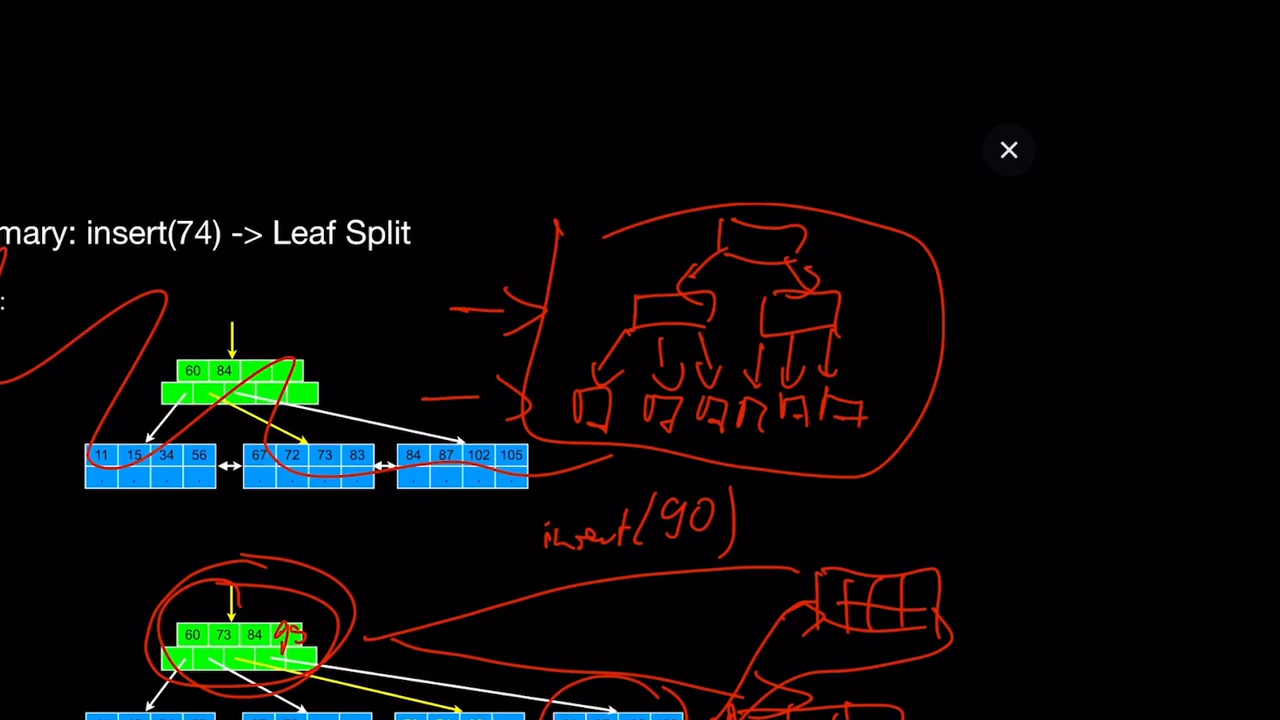 mary: insert(74) -> Leaf Split
:
60 84
11 15 34 56 67 72 73 83 84 87 102 105
insert(90)
60 73 84